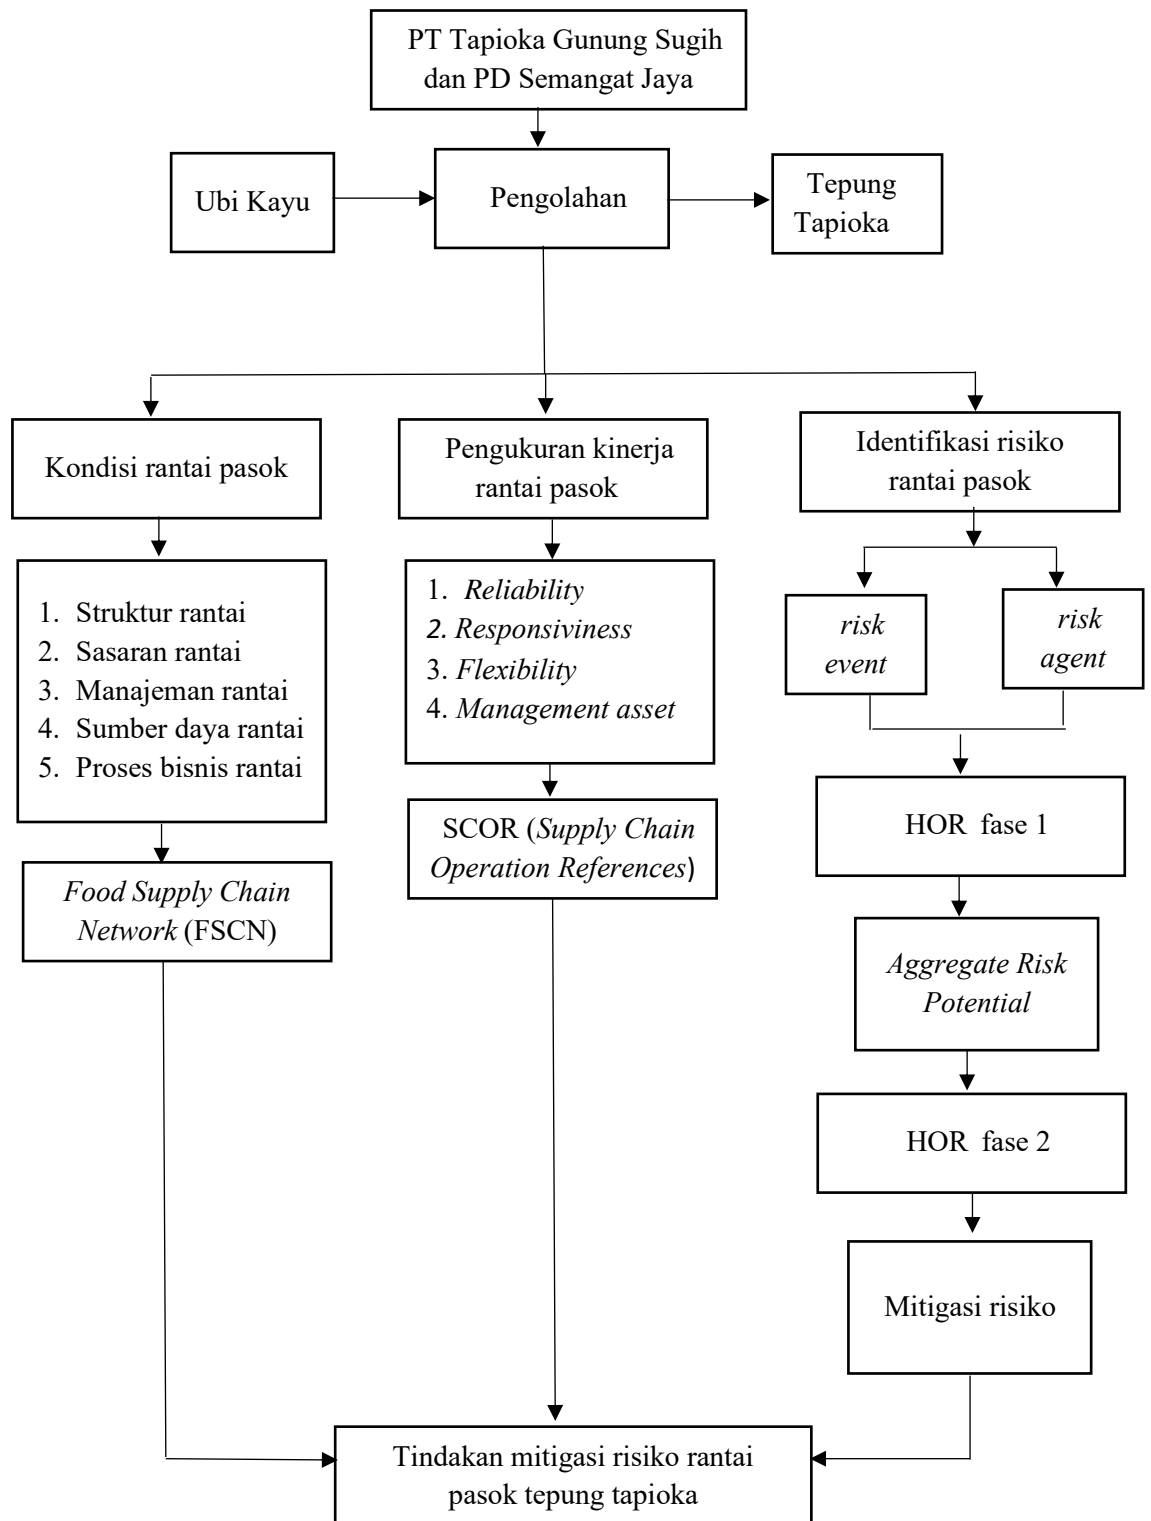 PT Tapioka Gunung Sugih
dan PD Semangat Jaya
Ubi Kayu
Pengolahan
Tepung
Tapioka
Kondisi rantai pasok
Pengukuran kinerja
rantai pasok
Identifikasi risiko
rantai pasok
1. Struktur rantai
2. Sasaran rantai
3. Manajeman rantai
4. Sumber daya rantai
5. Proses bisnis rantai
1. Reliability
2. Responsiviness
3. Flexibility
4. Management asset
risk
event
risk
agent
Food Supply Chain
Network (FSCN)
SCOR (Supply Chain
Operation References)
HOR fase 1
Aggregate Risk
Potential
HOR fase 2
Mitigasi risiko
Tindakan mitigasi risiko rantai
pasok tepung tapioka